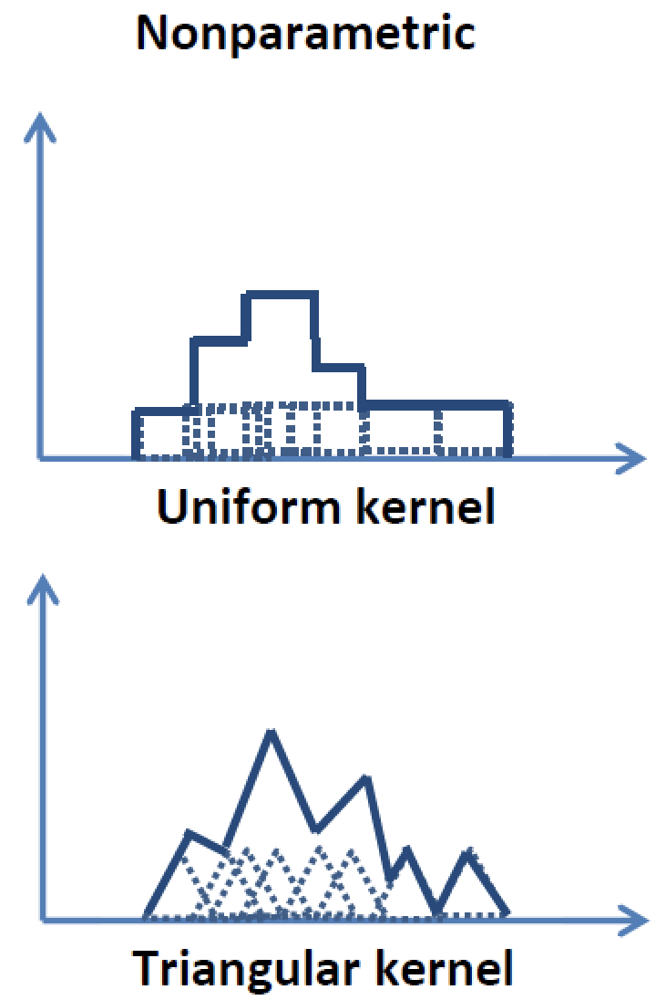 Nonparametric
Uniform kernel
Triangular kernel